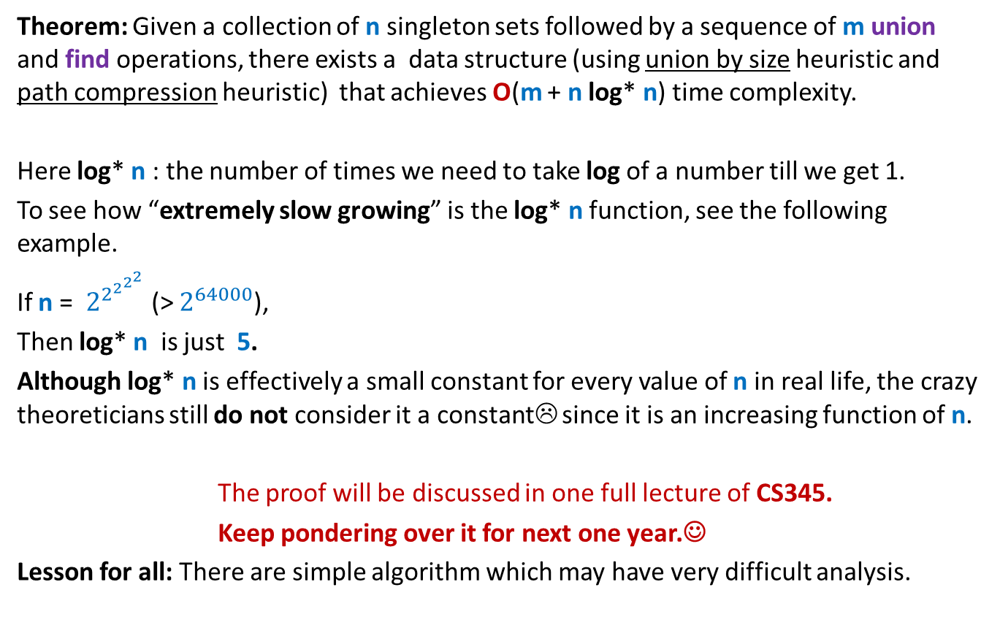 Theorem: Given a collection of n singleton sets followed by a sequence of m union
and find operations, there exists a data structure (using union by size heuristic and
path compression heuristic) that achieves O(m + n log* n) time complexity.
Here log* n : the number of times we need to take log of a number till we get 1.
To see how “extremely slow growing” is the log* n function, see the following
example.
If n = 2^{2^{2^{2^{2}}}} (> 2^{64000}),
Then log* n is just 5.
Although log* n is effectively a small constant for every value of n in real life, the crazy
theoreticians still do not consider it a constant☹ since it is an increasing function of n.
The proof will be discussed in one full lecture of CS345.
Keep pondering over it for next one year.☺
Lesson for all: There are simple algorithm which may have very difficult analysis.